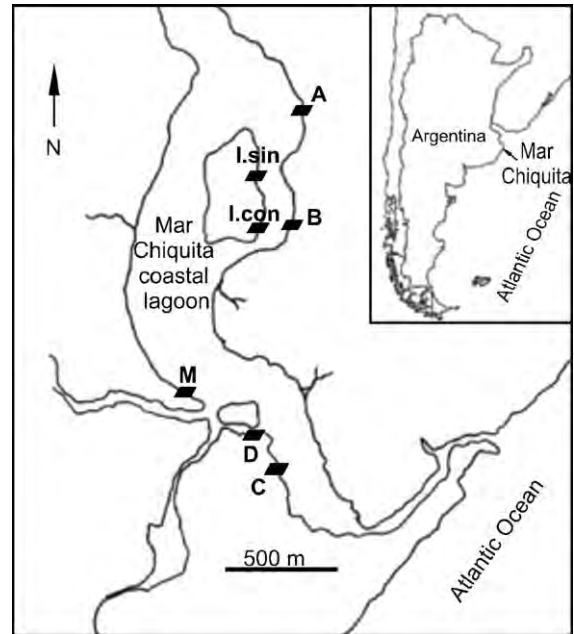 A
N
I.sin
I.con
B
Mar
Chiquita
coastal
lagoon
M
D
C
500 m
Atlantic Ocean
Argentina
Mar
Chiquita
Atlantic Ocean